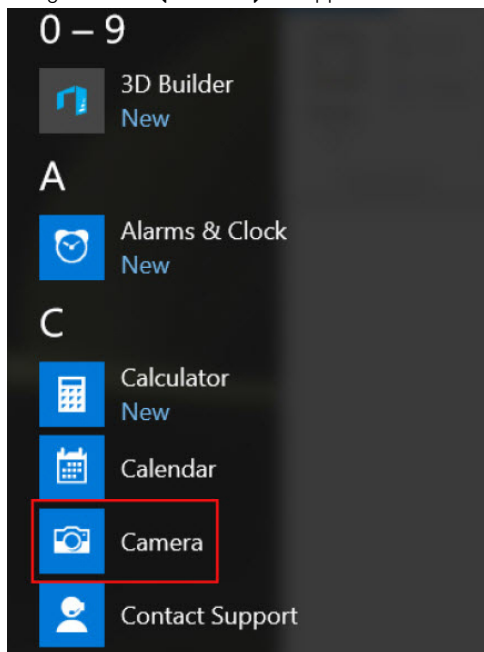 0 – 9
3D Builder
New
A
Alarms & Clock
New
C
Calculator
New
Calendar
Camera
Contact Support